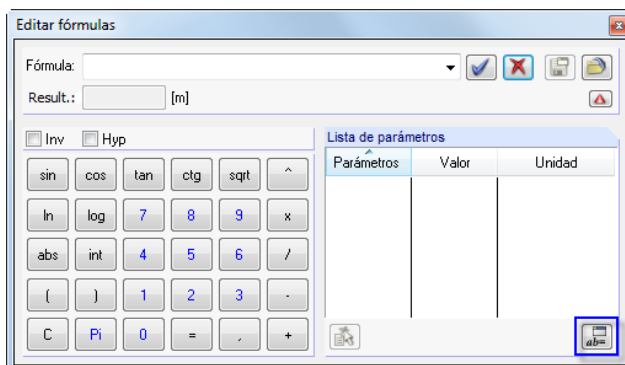 Editar fórmulas
Fórmula:
Result.: [m]
Inv Hyp
sin cos tan ctg sqrt ^
ln log 7 8 9 x
abs int 4 5 6 /
( ) 1 2 3 -
C Pi 0 = , +
Lista de parámetros
Parámetros Valor Unidad
ab=